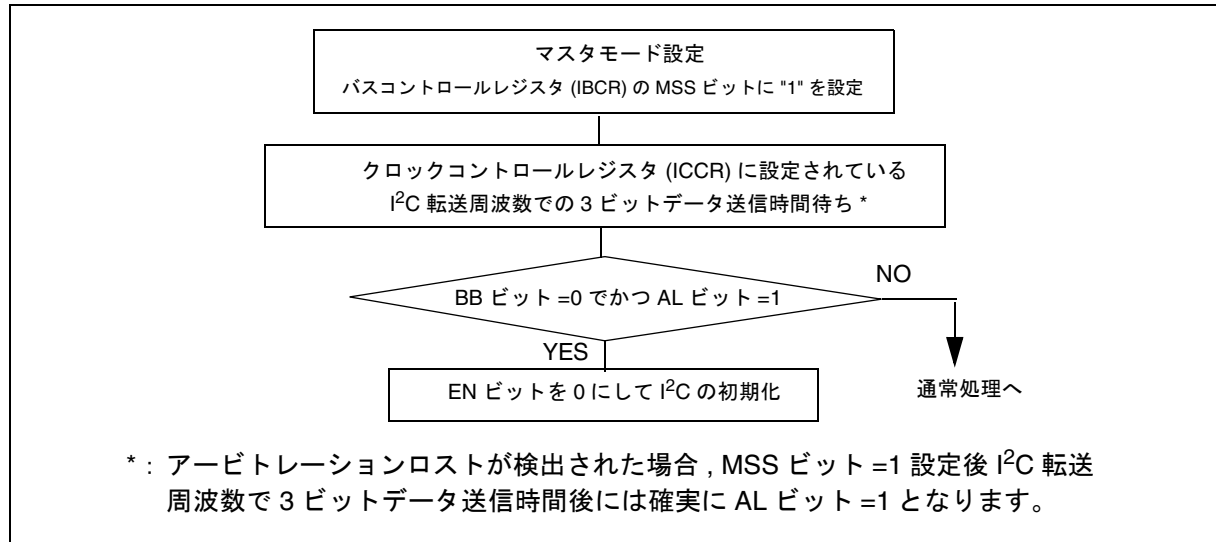 マスタモード設定
バスコントロールレジスタ (IBCR) の MSS ビットに "1" を設定
クロックコントロールレジスタ (ICCR) に設定されている
I²C 転送周波数での 3 ビットデータ送信時間待ち *
BB ビット =0 でかつ AL ビット =1
NO
YES
EN ビットを 0 にして I²C の初期化
通常処理へ
* : アービトレーションロストが検出された場合 , MSS ビット =1 設定後 I²C 転送
周波数で 3 ビットデータ送信時間後には確実に AL ビット =1 となります。